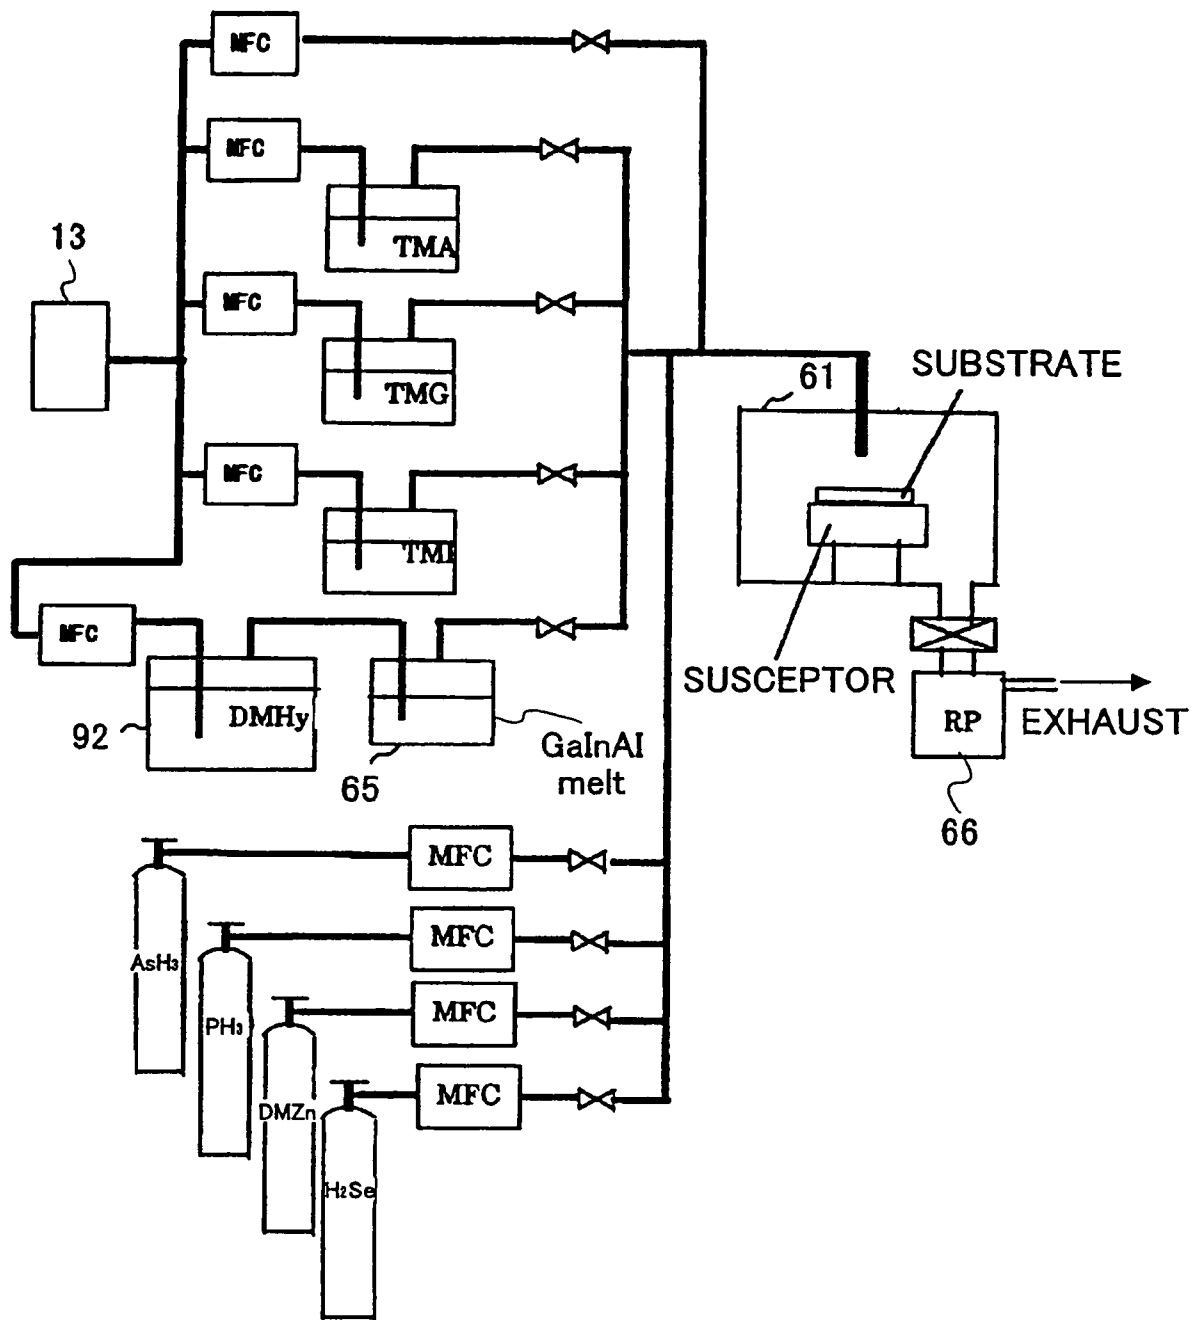 MFC
MFC
TMA
13
MFC
TMG
61
SUBSTRATE
MFC
TMI
MFC
DMHy
92
65
GaInAl
melt
SUSCEPTOR
RP
EXHAUST
66
MFC
AsH₃
MFC
PH₃
MFC
DMZn
MFC
H₂Se